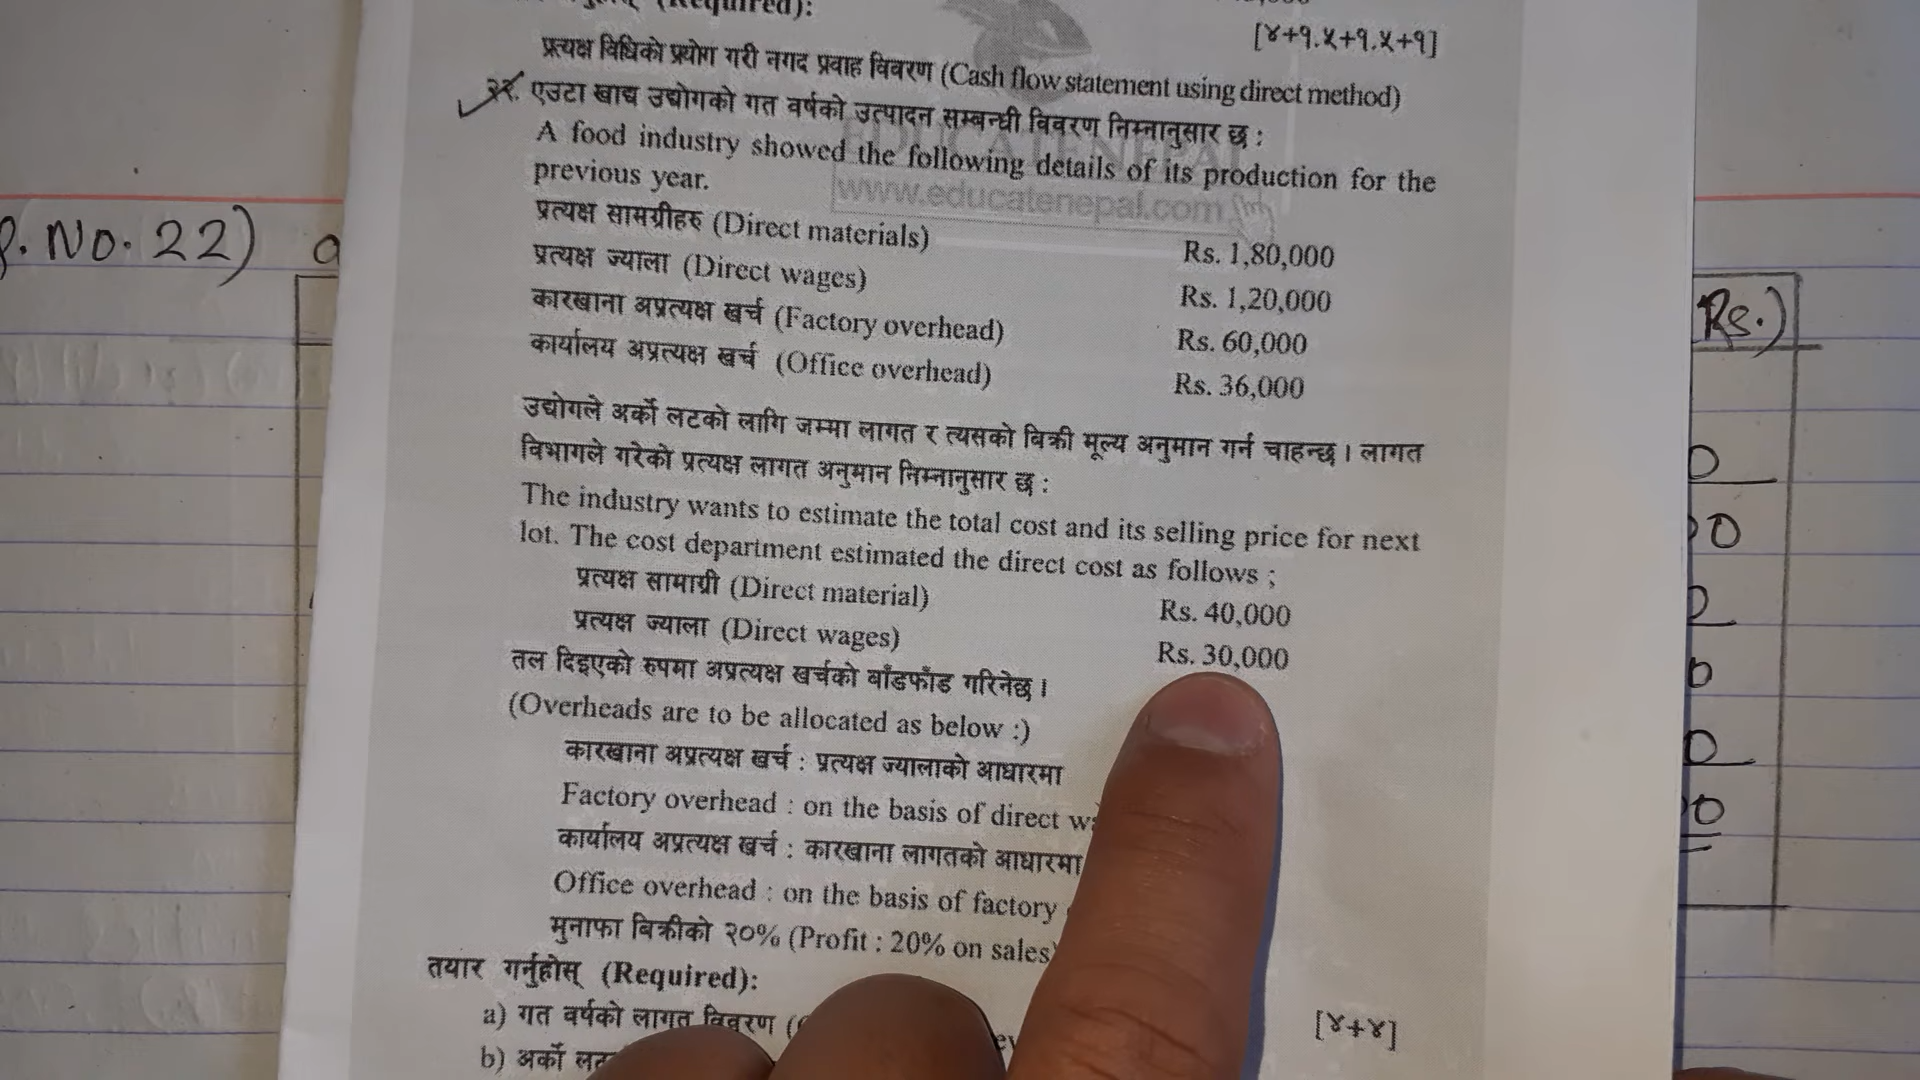 (Required):
[४+१.५+१.५+१]
प्रत्यक्ष विधिको प्रयोग गरी नगद प्रवाह विवरण (Cash flow statement using direct method)
२२. एउटा खाद्य उद्योगको गत वर्षको उत्पादन सम्बन्धी विवरण निम्नानुसार छ :
A food industry showed the following details of its production for the
previous year.
EDUCATENEPAL
www.educatenepal.com
प्रत्यक्ष सामग्रीहरु (Direct materials) Rs. 1,80,000
प्रत्यक्ष ज्याला (Direct wages) Rs. 1,20,000
कारखाना अप्रत्यक्ष खर्च (Factory overhead) Rs. 60,000
कार्यालय अप्रत्यक्ष खर्च (Office overhead) Rs. 36,000
उद्योगले अर्को लटको लागि जम्मा लागत र त्यसको बिक्री मूल्य अनुमान गर्न चाहन्छ । लागत
विभागले गरेको प्रत्यक्ष लागत अनुमान निम्नानुसार छ :
The industry wants to estimate the total cost and its selling price for next
lot. The cost department estimated the direct cost as follows ;
प्रत्यक्ष सामाग्री (Direct material) Rs. 40,000
प्रत्यक्ष ज्याला (Direct wages) Rs. 30,000
तल दिइएको रुपमा अप्रत्यक्ष खर्चको बाँडफाँड गरिनेछ ।
(Overheads are to be allocated as below :)
कारखाना अप्रत्यक्ष खर्च : प्रत्यक्ष ज्यालाको आधारमा
Factory overhead : on the basis of direct
कार्यालय अप्रत्यक्ष खर्च : कारखाना लागतको आधारमा
Office overhead : on the basis of factory
मुनाफा बिक्रीको २०% (Profit : 20% on sales)
तयार गर्नुहोस् (Required):
a) गत वर्षको लागत विवरण [४+४]
b) अर्को
No. 22) a
Rs.)